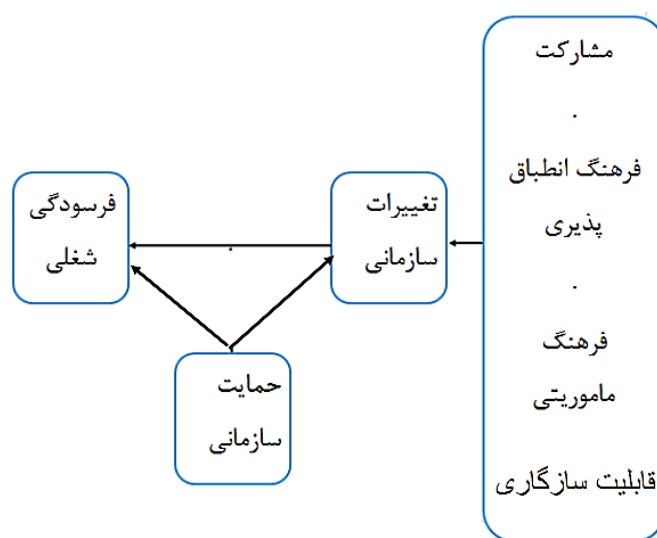 مشارکت
.
فرهنگ انطباق
پذیری
.
فرهنگ
ماموریتی
قابلیت سازگاری
تغییرات
سازمانی
فرسودگی
شغلی
حمایت
سازمانی